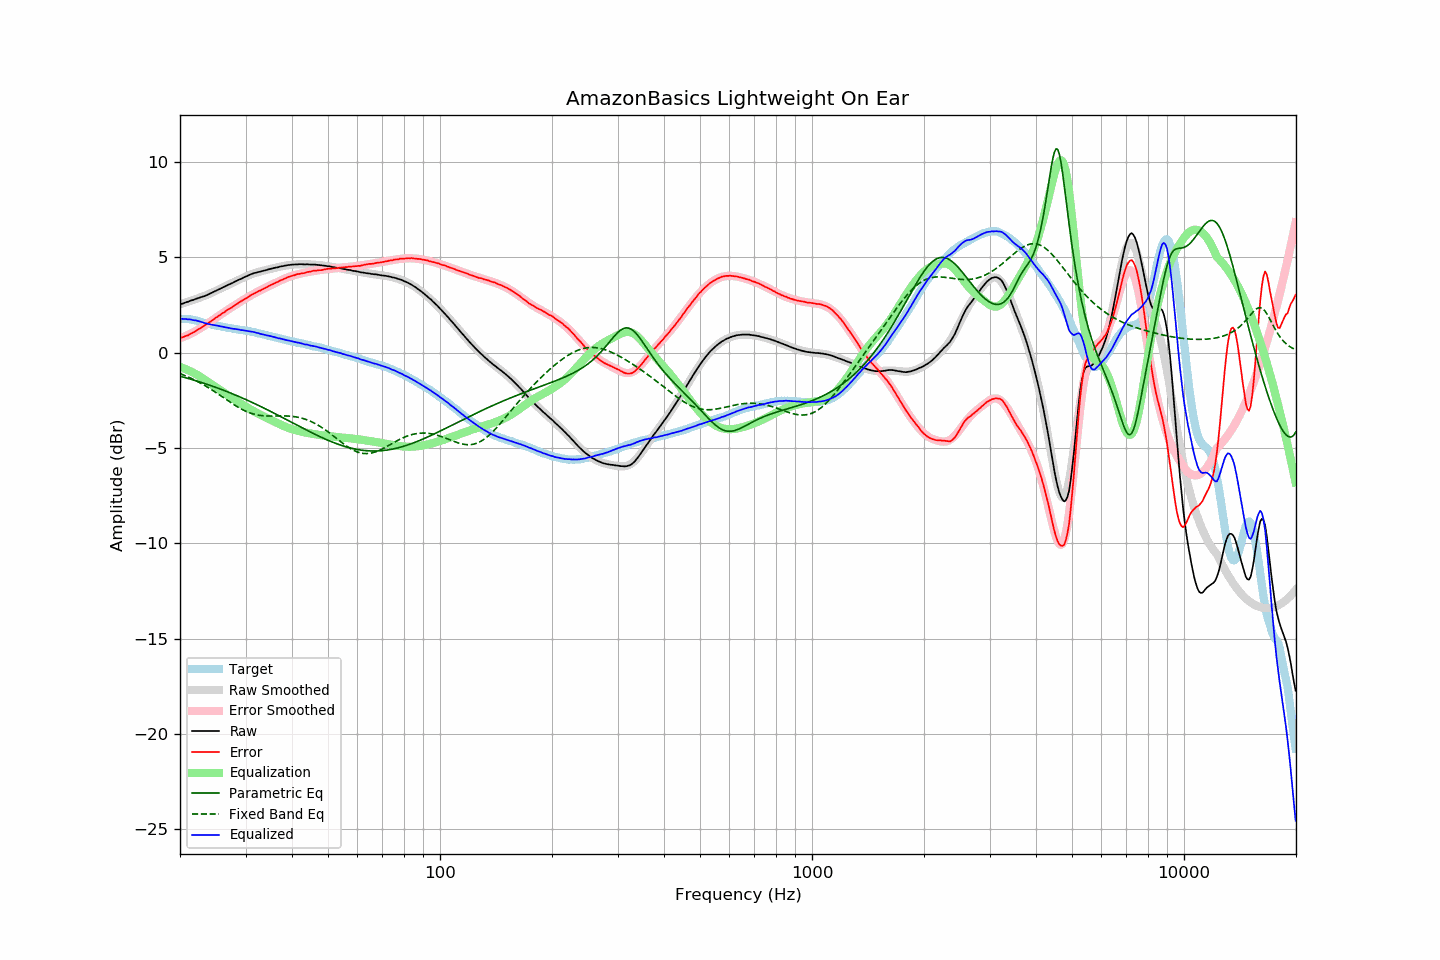 AmazonBasics Lightweight On Ear
Amplitude (dBr)
10
5
0
−5
−10
−15
−20
−25
Target
Raw Smoothed
Error Smoothed
Raw
Error
Equalization
Parametric Eq
Fixed Band Eq
Equalized
100
1000
10000
Frequency (Hz)